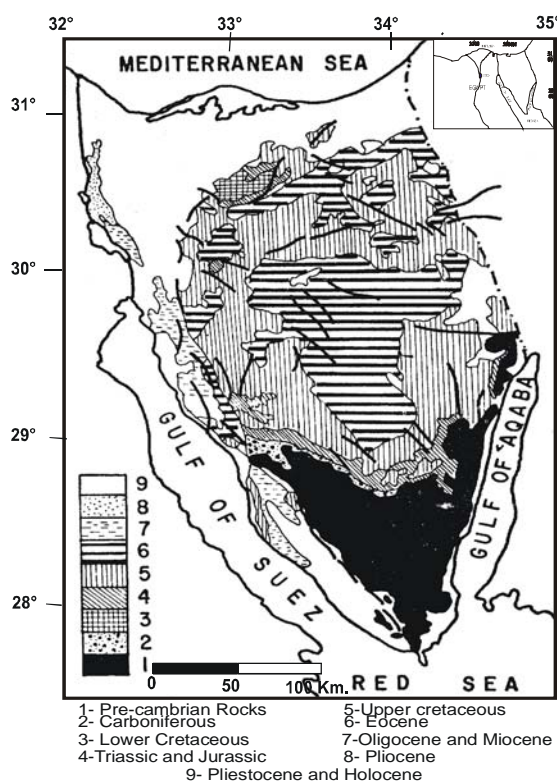 32° 33° 34° 35°
MEDITERRANEAN SEA
EGYPT
31°
30°
29°
28°
GULF OF SUEZ
GULF OF AQABA
9
8
7
6
5
4
3
2
1
0 50 100 Km.
RED SEA
1- Pre-cambrian Rocks 5-Upper cretaceous
2- Carboniferous 6- Eocene
3- Lower Cretaceous 7-Oligocene and Miocene
4-Triassic and Jurassic 8- Pliocene
9- Pliestocene and Holocene